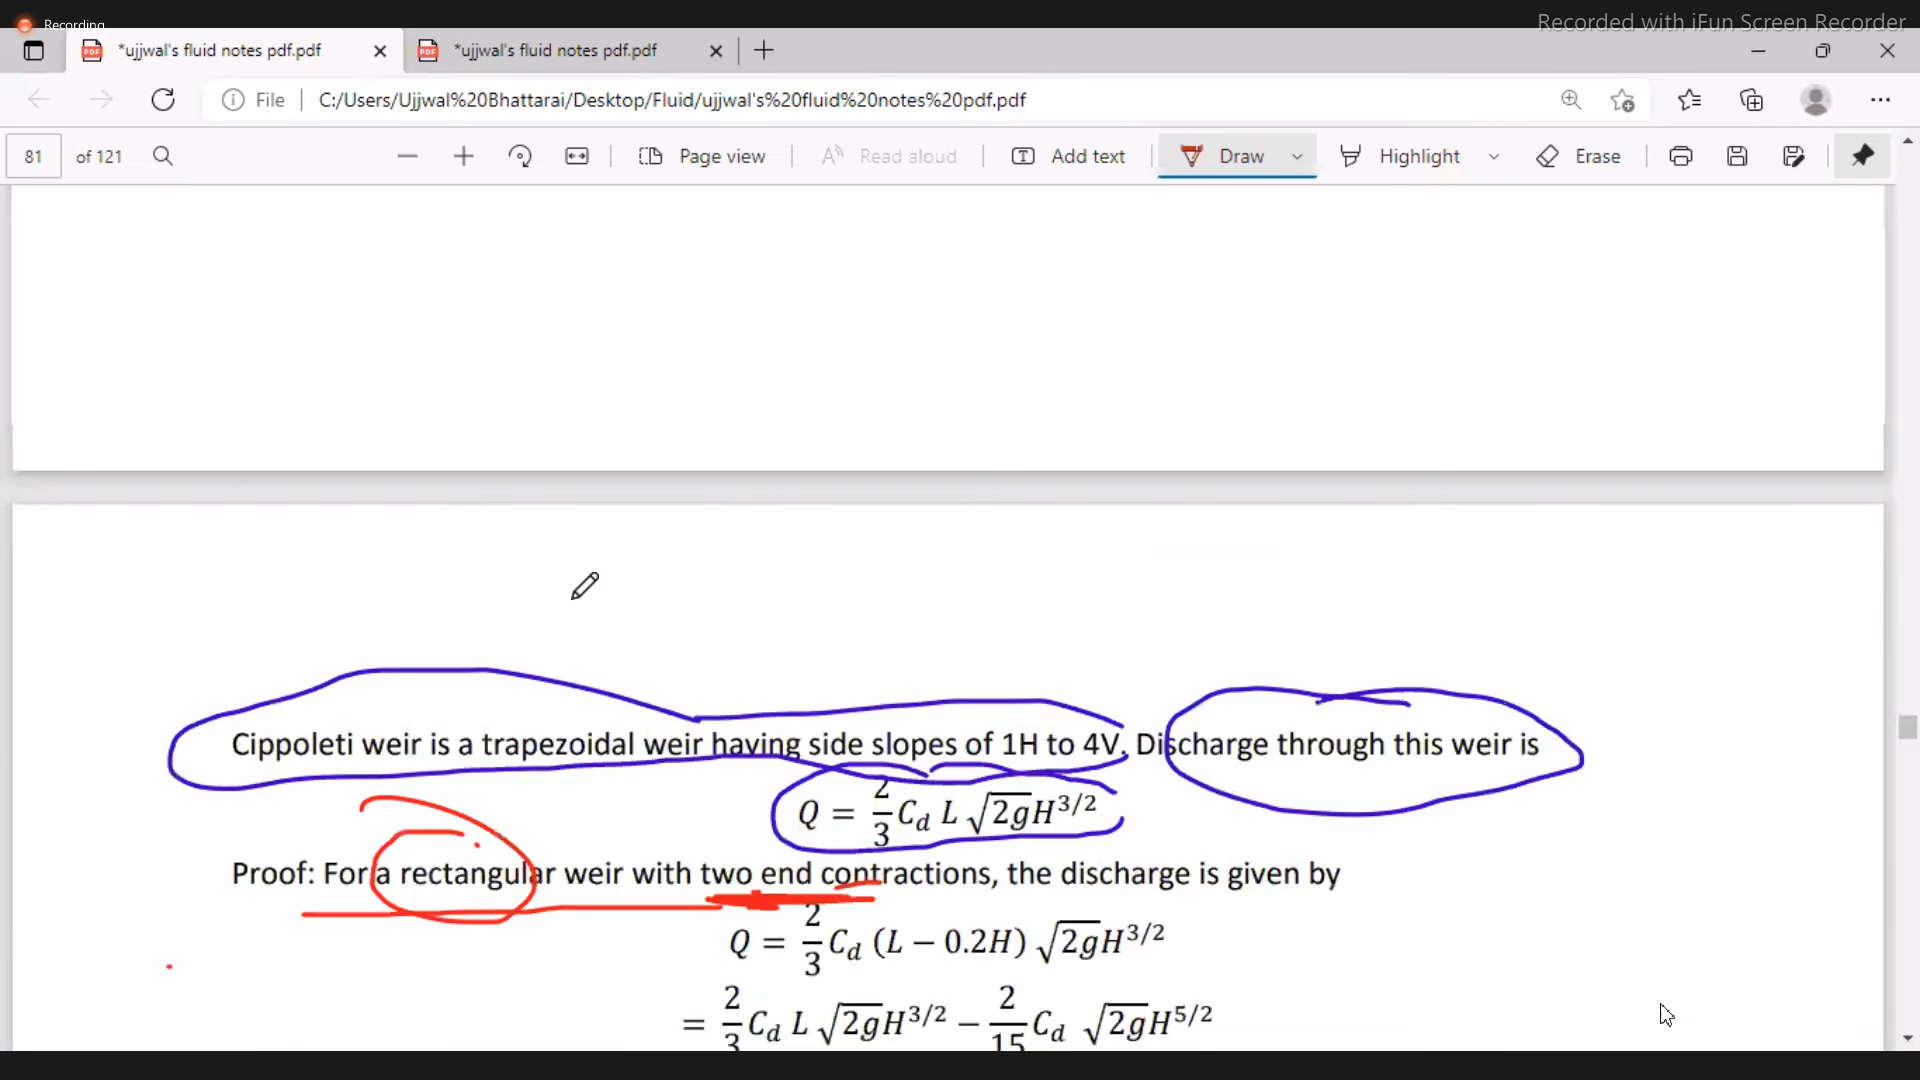 Recording
Recorded with iFun Screen Recorder
*ujjwal's fluid notes pdf.pdf
*ujjwal's fluid notes pdf.pdf
File
C:/Users/Ujjwal%20Bhattarai/Desktop/Fluid/ujjwal's%20fluid%20notes%20pdf.pdf
81 of 121
Page view
Read aloud
Add text
Draw
Highlight
Erase
Cippoleti weir is a trapezoidal weir having side slopes of 1H to 4V. Discharge through this weir is
Q = 2/3 C_d L √2g H^3/2
Proof: For a rectangular weir with two end contractions, the discharge is given by
Q = 2/3 C_d (L − 0.2H) √2g H^3/2
= 2/3 C_d L √2g H^3/2 − 2/15 C_d √2g H^5/2